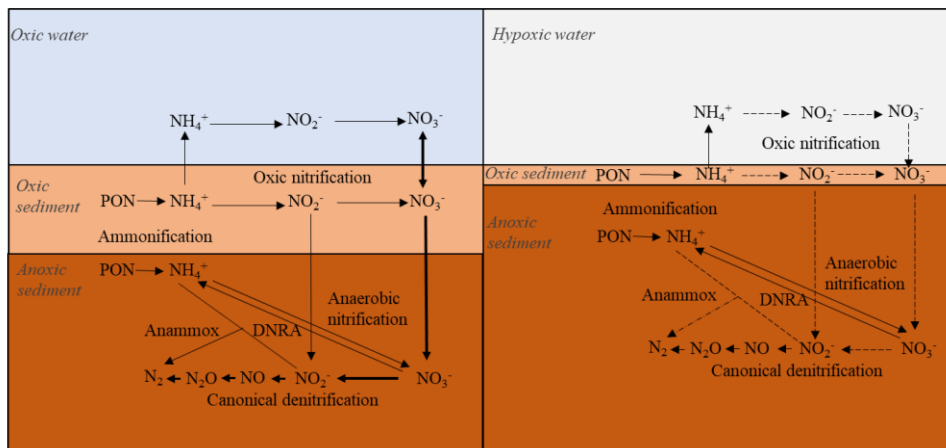 Oxic water
NH₄⁺ NO₂⁻ NO₃⁻
Oxic nitrification
Oxic
sediment
PON NH₄⁺ NO₂⁻ NO₃⁻
Ammonification
Anoxic
sediment
PON NH₄⁺
Anaerobic
nitrification
Anammox DNRA
N₂ N₂O NO NO₂⁻ NO₃⁻
Canonical denitrification
Hypoxic water
NH₄⁺ NO₂⁻ NO₃⁻
Oxic nitrification
Oxic sediment PON NH₄⁺ NO₂⁻ NO₃⁻
Ammonification
Anoxic
sediment
PON NH₄⁺
Anaerobic
nitrification
Anammox DNRA
N₂ N₂O NO NO₂⁻ NO₃⁻
Canonical denitrification